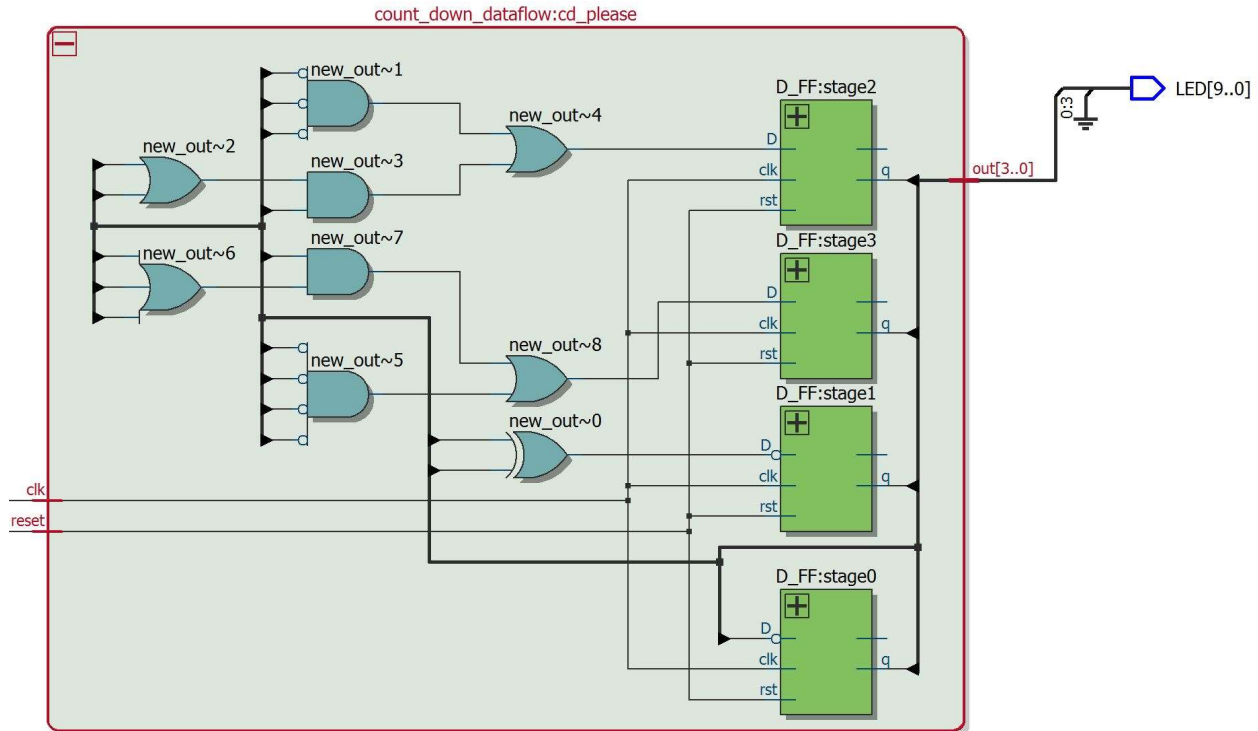 count_down_dataflow:cd_please
new_out~1
D_FF:stage2
LED[9..0]
0:3
new_out~4
new_out~2
new_out~3
D
clk
q
out[3..0]
rst
new_out~7
D_FF:stage3
new_out~6
D
clk
q
new_out~8
new_out~5
rst
D_FF:stage1
new_out~0
D
clk
q
clk
rst
reset
D_FF:stage0
D
clk
q
rst